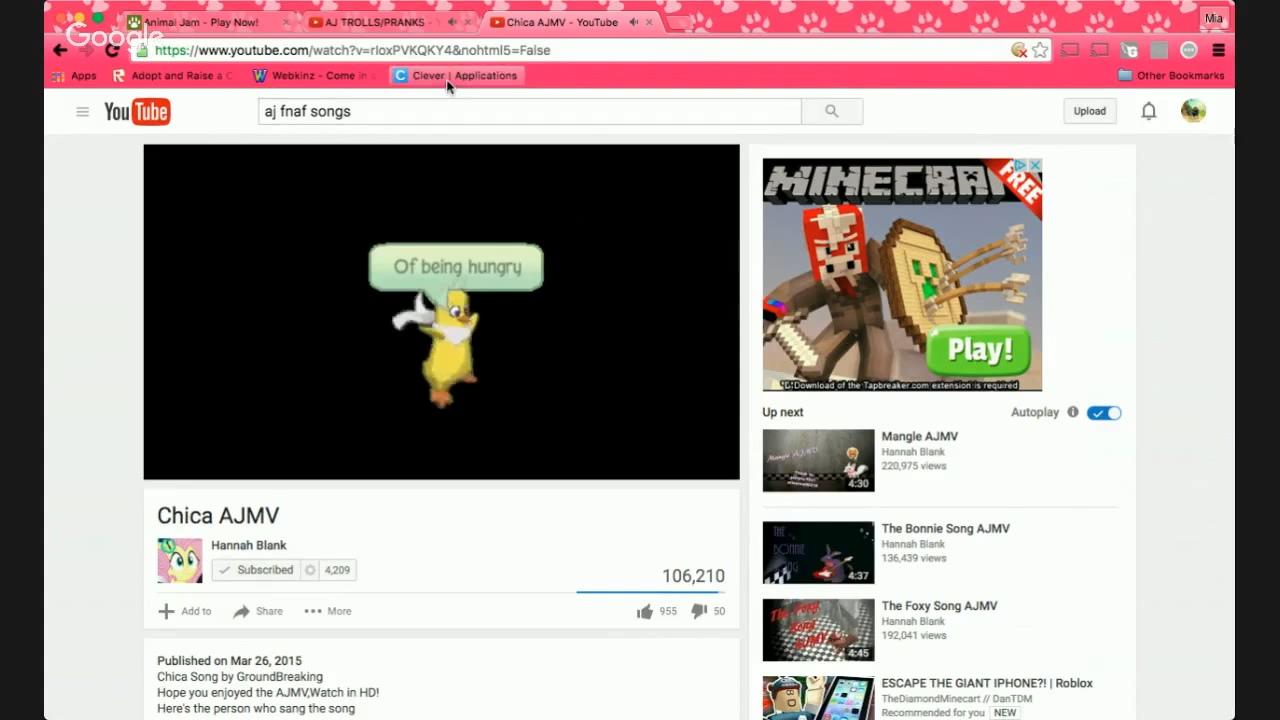 Animal Jam - Play Now!
AJ TROLLS/PRANKS -
Chica AJMV - YouTube
Mia
Google
https://www.youtube.com/watch?v=rIoxPVKQKY4&nohtml5=False
Apps
Adopt and Raise a C
Webkinz - Come in
Clever | Applications
Other Bookmarks
YouTube
aj fnaf songs
Upload
MINECRAF
FREE
Of being hungry
Play!
Download of the Tapbreaker.com extension is required
Up next
Autoplay
Mangle AJMV
Hannah Blank
220,975 views
4:30
Chica AJMV
Hannah Blank
Subscribed
4,209
106,210
The Bonnie Song AJMV
Hannah Blank
136,439 views
4:37
Add to
Share
More
955
50
The Foxy Song AJMV
Hannah Blank
192,041 views
4:45
Published on Mar 26, 2015
Chica Song by GroundBreaking
Hope you enjoyed the AJMV,Watch in HD!
Here's the person who sang the song
ESCAPE THE GIANT IPHONE?! | Roblox
TheDiamondMinecart // DanTDM
Recommended for you NEW